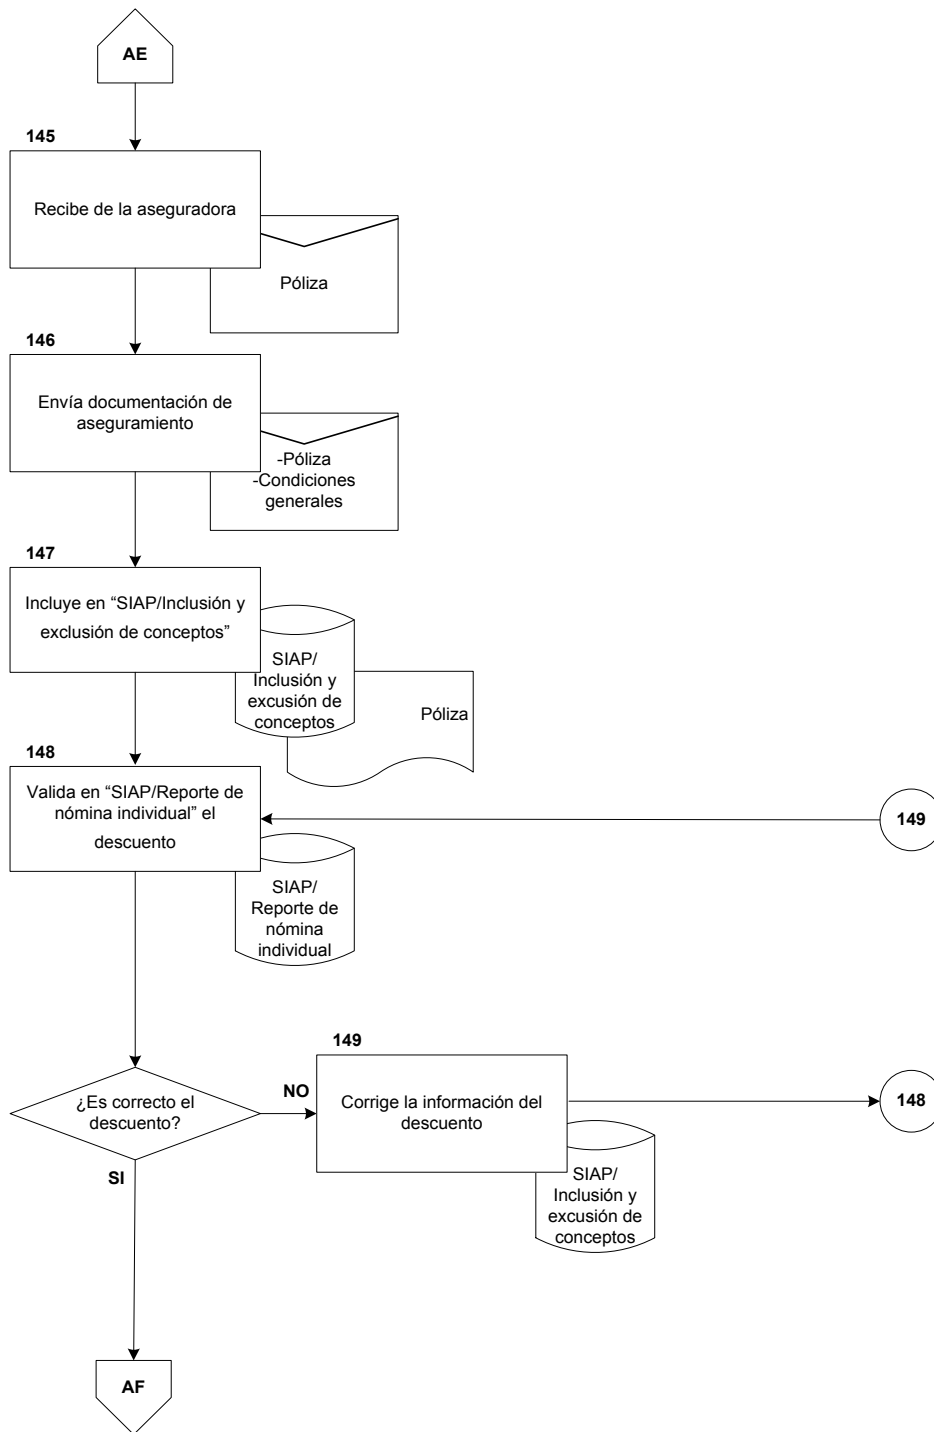 AE
145
Recibe de la aseguradora
Póliza
146
Envía documentación de
aseguramiento
-Póliza
-Condiciones
generales
147
Incluye en “SIAP/Inclusión y
exclusión de conceptos”
SIAP/
Inclusión y
excusión de
conceptos
Póliza
148
Valida en “SIAP/Reporte de
nómina individual” el
descuento
149
SIAP/
Reporte de
nómina
individual
149
¿Es correcto el
descuento?
NO
Corrige la información del
descuento
148
SI
SIAP/
Inclusión y
excusión de
conceptos
AF